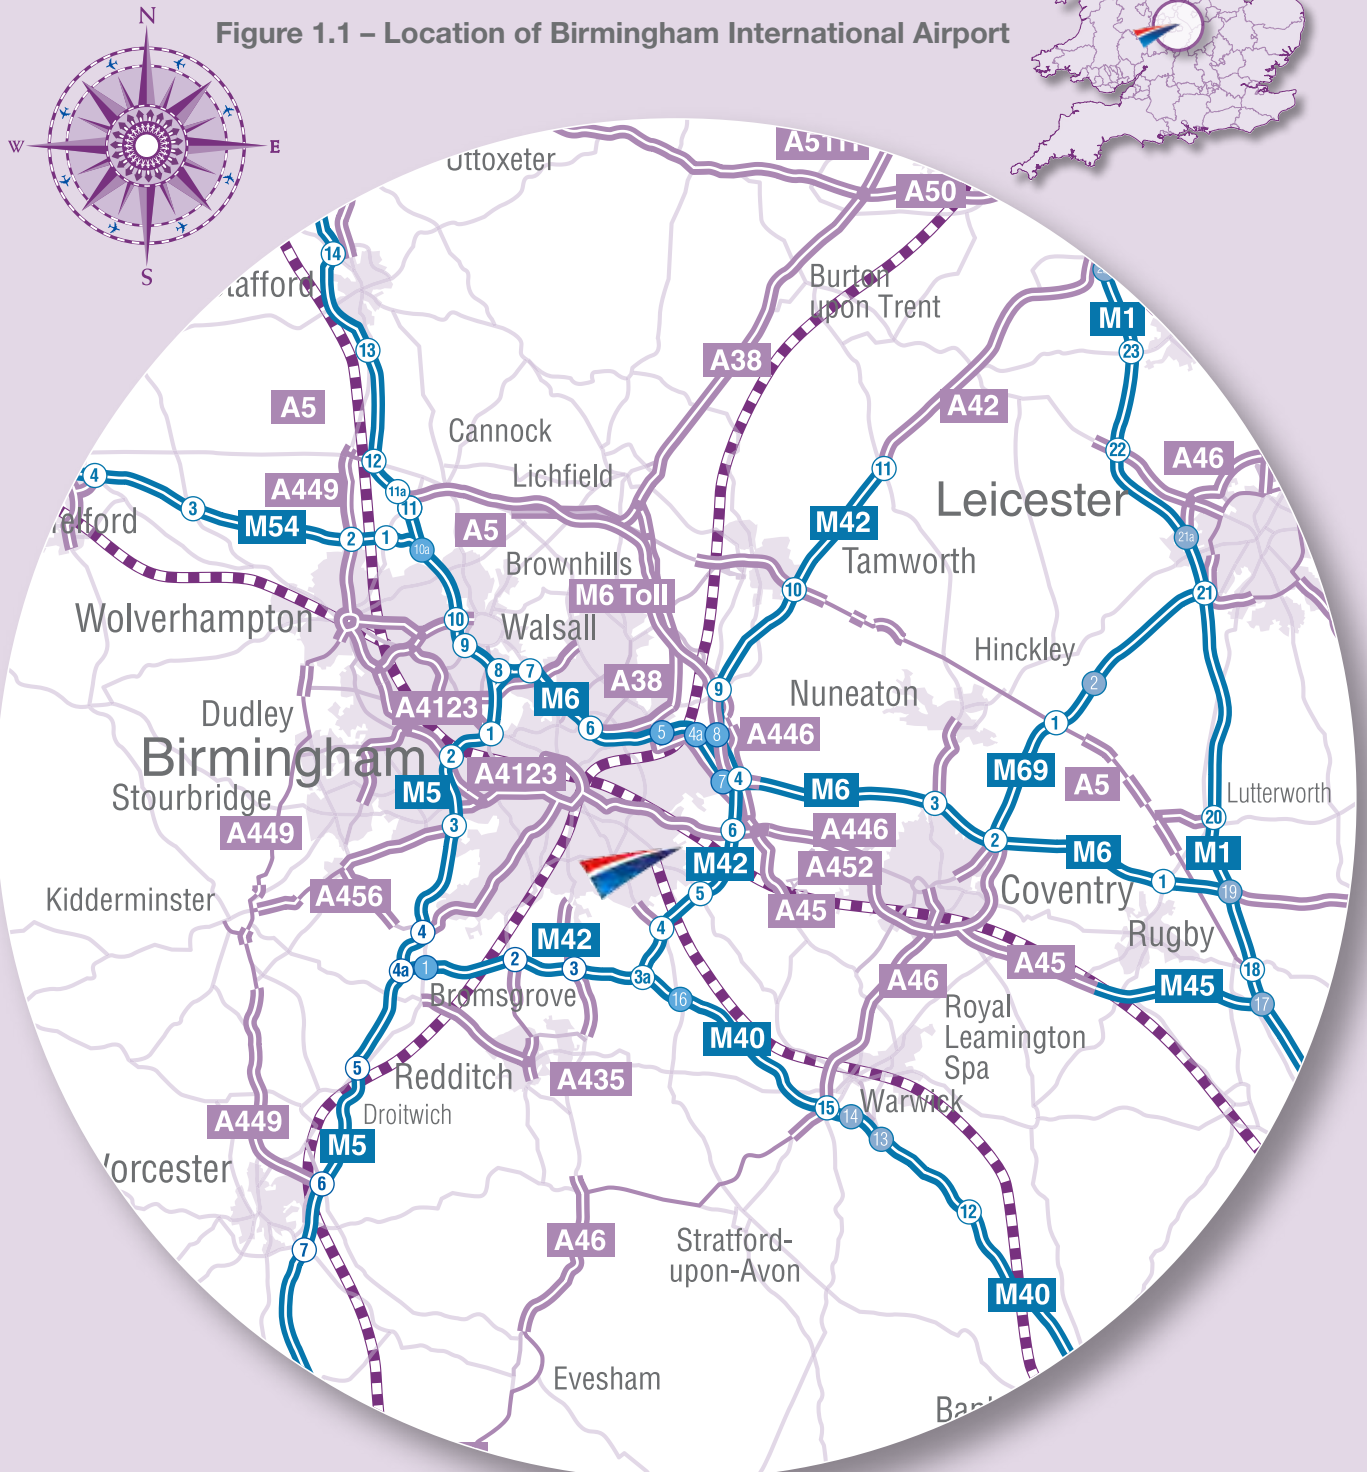 Figure 1.1 – Location of Birmingham International Airport
N
W
E
S
Uttoxeter
A50
14
tafford
Burton
upon Trent
M1
13
23
A38
A5
A42
Cannock
22
12
A46
11
Lichfield
4
A449
11a
Leicester
3
11
M54
A5
M42
elford
2
1
10a
21a
Brownhills
Tamworth
10
M6 Toll
21
Wolverhampton
10
Walsall
9
Hinckley
8
7
A38
2
9
Nuneaton
M6
Dudley
A4123
1
6
5
4a
8
A446
1
Birmingham
2
A4123
M69
7
4
M6
A5
Stourbridge
M5
3
Lutterworth
A449
3
6
A446
20
2
M42
A452
M6
M1
1
19
Kidderminster
A456
5
A45
Coventry
4
4
Rugby
M42
2
3
4a
1
3a
A46
A45
18
M45
Bromsgrove
16
Royal
Leamington
Spa
17
M40
5
Redditch
A435
Droitwich
15
14
Warwick
13
A449
M5
orcester
6
12
7
A46
Stratford-
upon-Avon
M40
Evesham